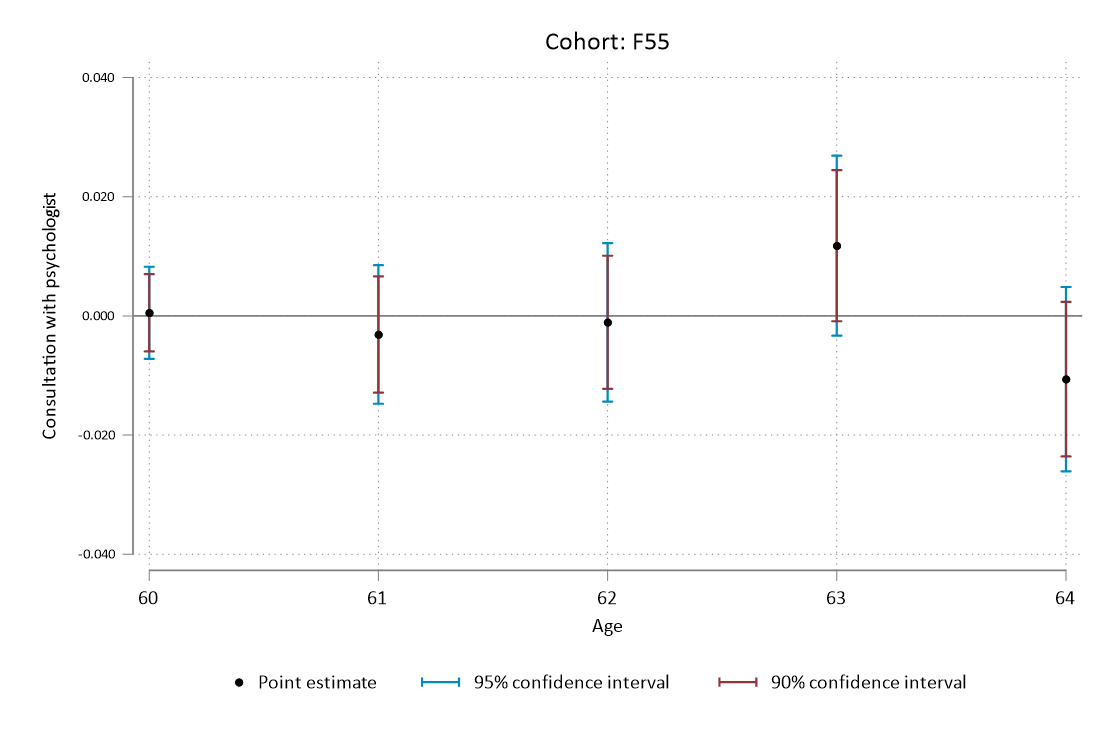 Cohort: F55
Consultation with psychologist
0.040
0.020
0.000
-0.020
-0.040
60 61 62 63 64
Age
Point estimate 95% confidence interval 90% confidence interval